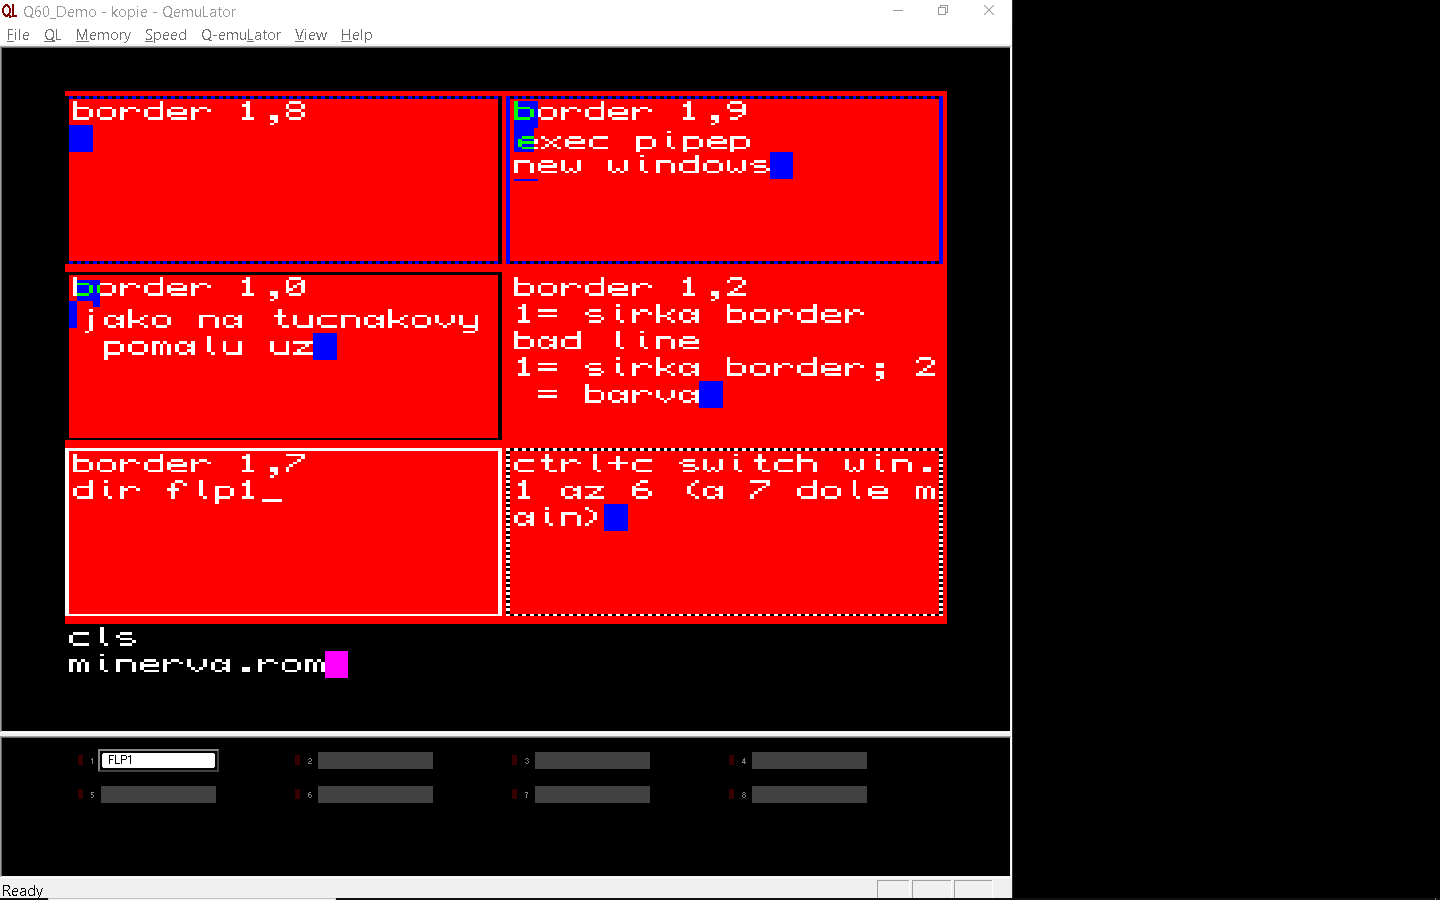 QL Q60_Demo - kopie - QemuLator
File QL Memory Speed Q-emuLator View Help
border 1,8
border 1,9
exec pipep
new windows
border 1,0
jako na tucnakovy
pomalu uz
border 1,2
1= sirka border
bad line
1= sirka border; 2
= barva
border 1,7
dir flp1_
ctrl+c switch win.
1 az 6 (a 7 dole m
ain)
cls
minerva.rom
1 FLP1 2 3 4
5 6 7 8
Ready